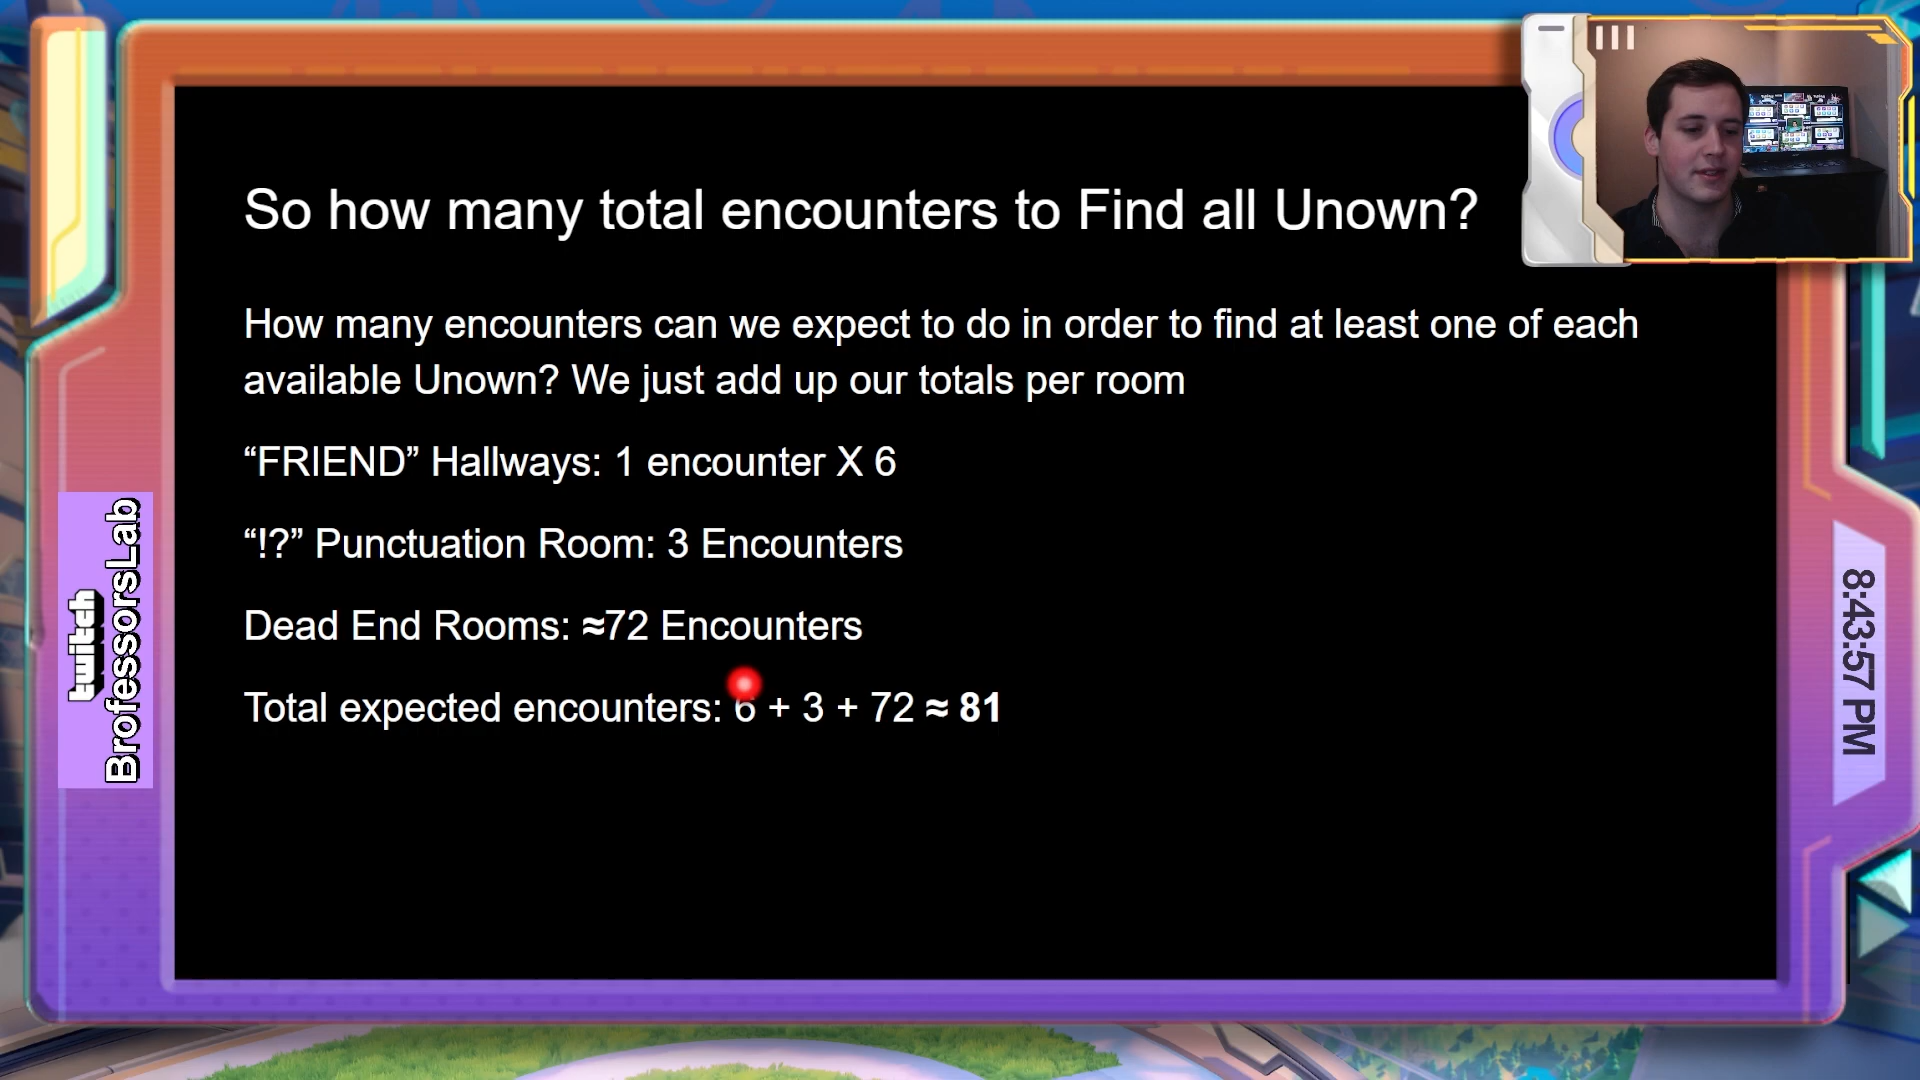 So how many total encounters to Find all Unown?
How many encounters can we expect to do in order to find at least one of each
available Unown? We just add up our totals per room
“FRIEND” Hallways: 1 encounter X 6
“!?” Punctuation Room: 3 Encounters
Dead End Rooms: ≈72 Encounters
Total expected encounters: 6 + 3 + 72 ≈ 81
twitch
BrofessorsLab
8:43:57 PM